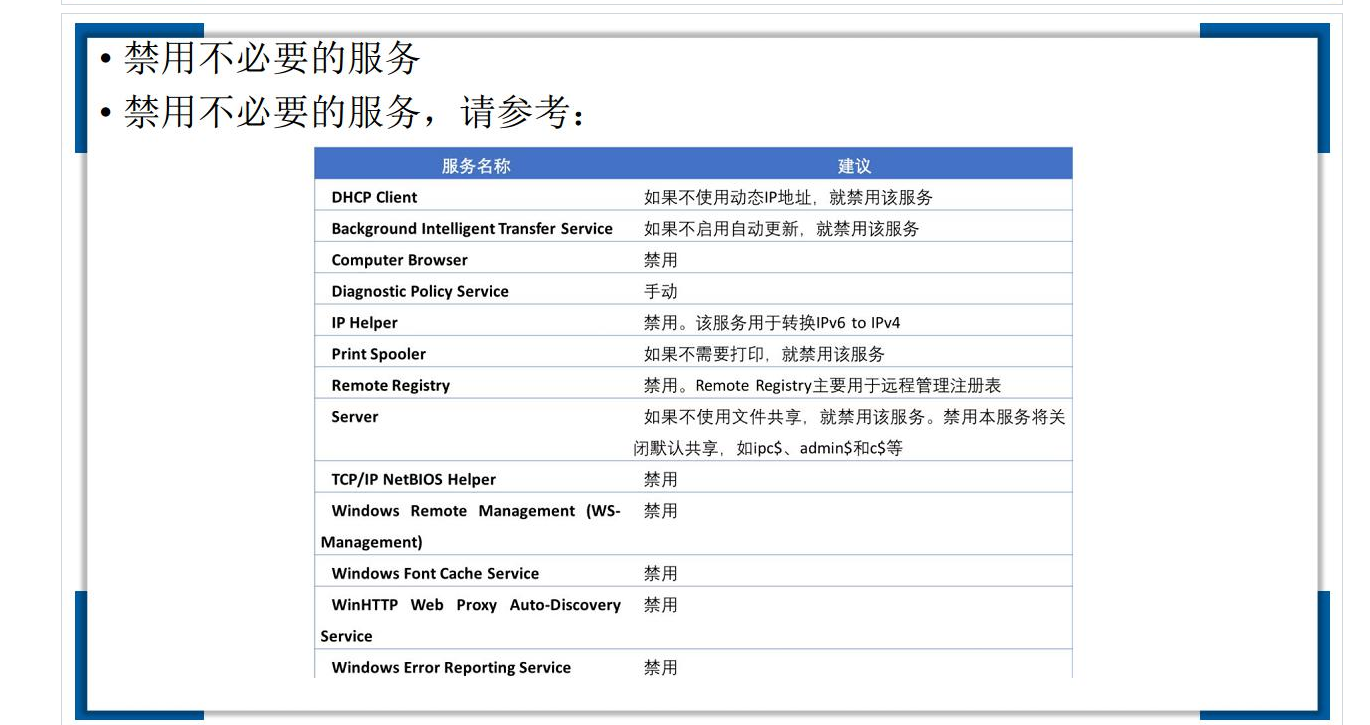 • 禁用不必要的服务
• 禁用不必要的服务，请参考：
服务名称 建议
DHCP Client 如果不使用动态IP地址，就禁用该服务
Background Intelligent Transfer Service 如果不启用自动更新，就禁用该服务
Computer Browser 禁用
Diagnostic Policy Service 手动
IP Helper 禁用。该服务用于转换IPv6 to IPv4
Print Spooler 如果不需要打印，就禁用该服务
Remote Registry 禁用。Remote Registry主要用于远程管理注册表
Server 如果不使用文件共享，就禁用该服务。禁用本服务将关
闭默认共享，如ipc$、admin$和c$等
TCP/IP NetBIOS Helper 禁用
Windows Remote Management (WS- 禁用
Management)
Windows Font Cache Service 禁用
WinHTTP Web Proxy Auto-Discovery 禁用
Service
Windows Error Reporting Service 禁用